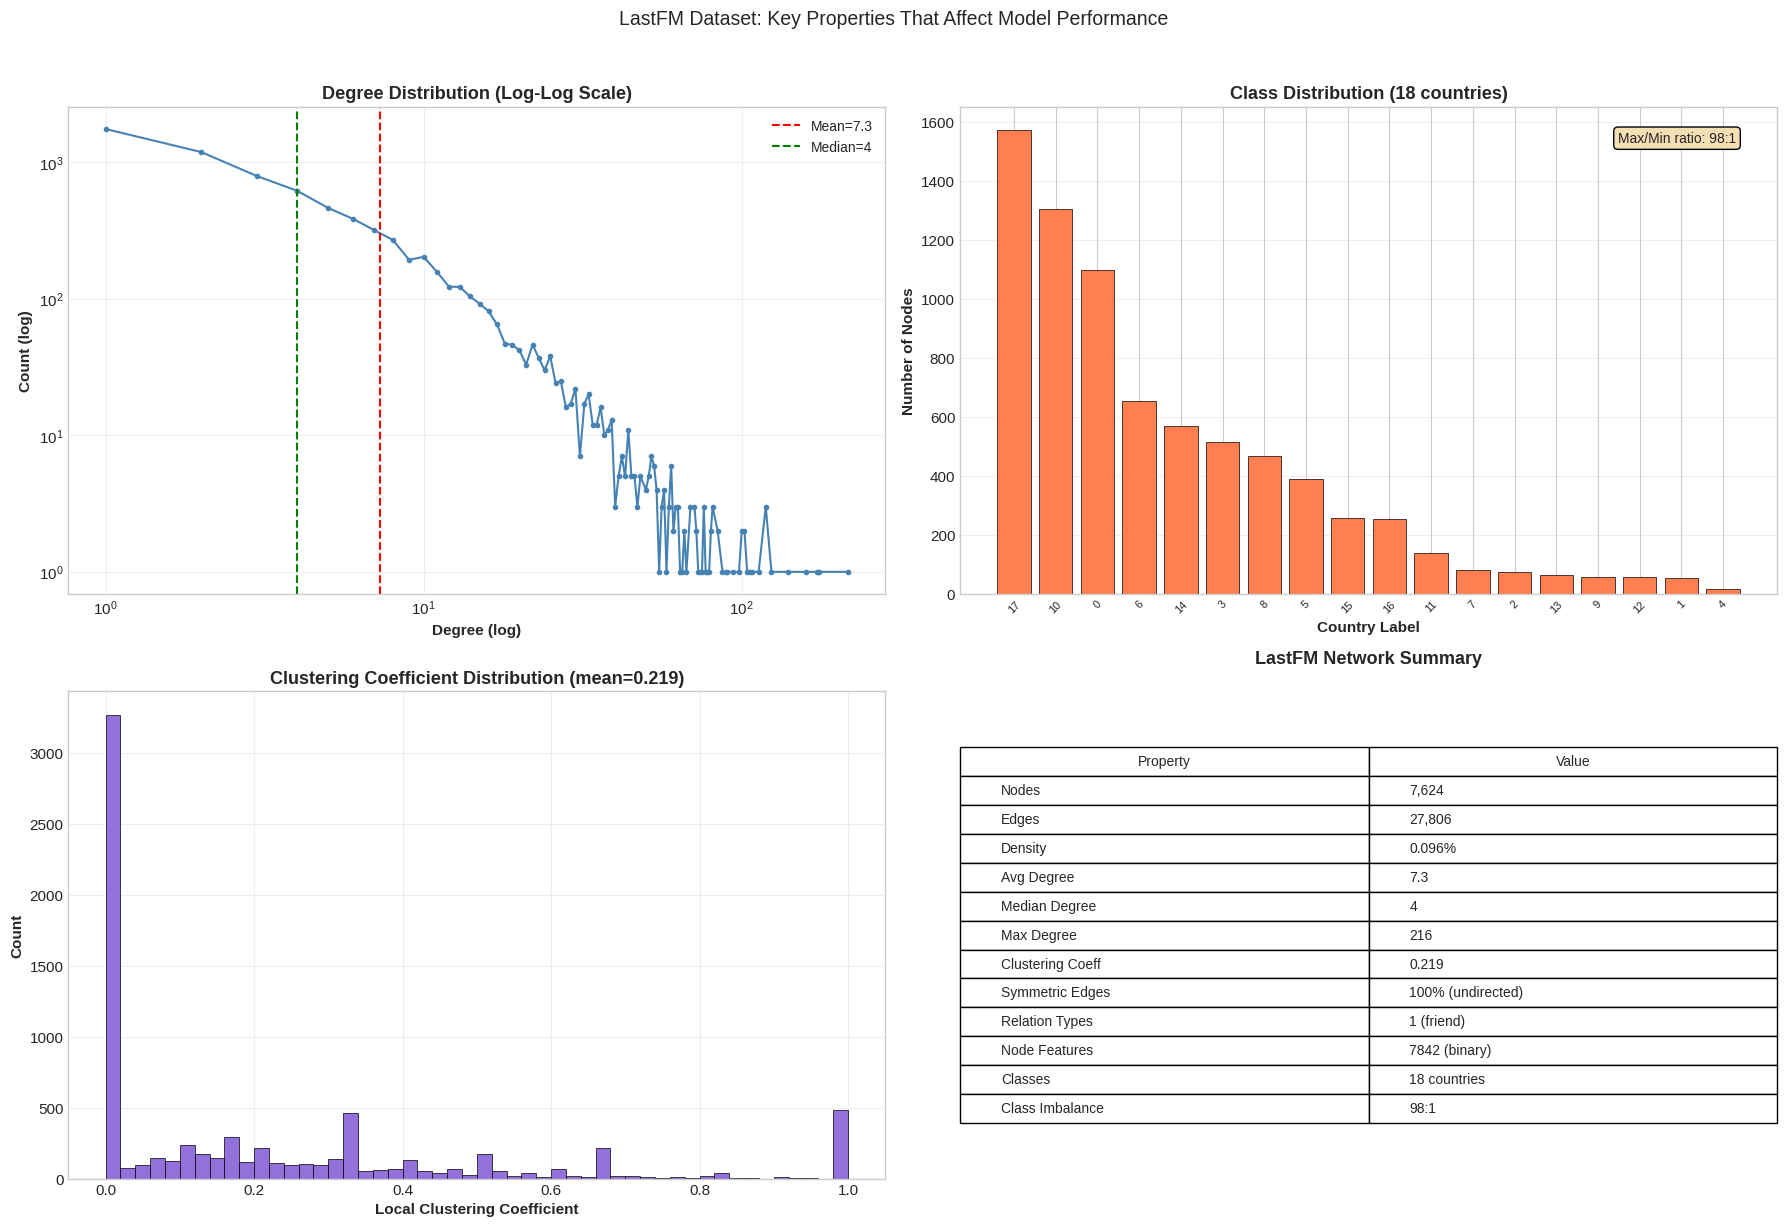 LastFM Dataset: Key Properties That Affect Model Performance
Degree Distribution (Log-Log Scale)
Mean=7.3
Median=4
Count (log)
10³
10²
10¹
10⁰
10⁰ 10¹ 10²
Degree (log)
Class Distribution (18 countries)
Max/Min ratio: 98:1
Number of Nodes
1600
1400
1200
1000
800
600
400
200
0
17 10 0 6 14 3 8 5 15 16 11 7 2 13 9 12 1 4
Country Label
Clustering Coefficient Distribution (mean=0.219)
Count
3000
2500
2000
1500
1000
500
0
0.0 0.2 0.4 0.6 0.8 1.0
Local Clustering Coefficient
LastFM Network Summary
Property Value
Nodes 7,624
Edges 27,806
Density 0.096%
Avg Degree 7.3
Median Degree 4
Max Degree 216
Clustering Coeff 0.219
Symmetric Edges 100% (undirected)
Relation Types 1 (friend)
Node Features 7842 (binary)
Classes 18 countries
Class Imbalance 98:1